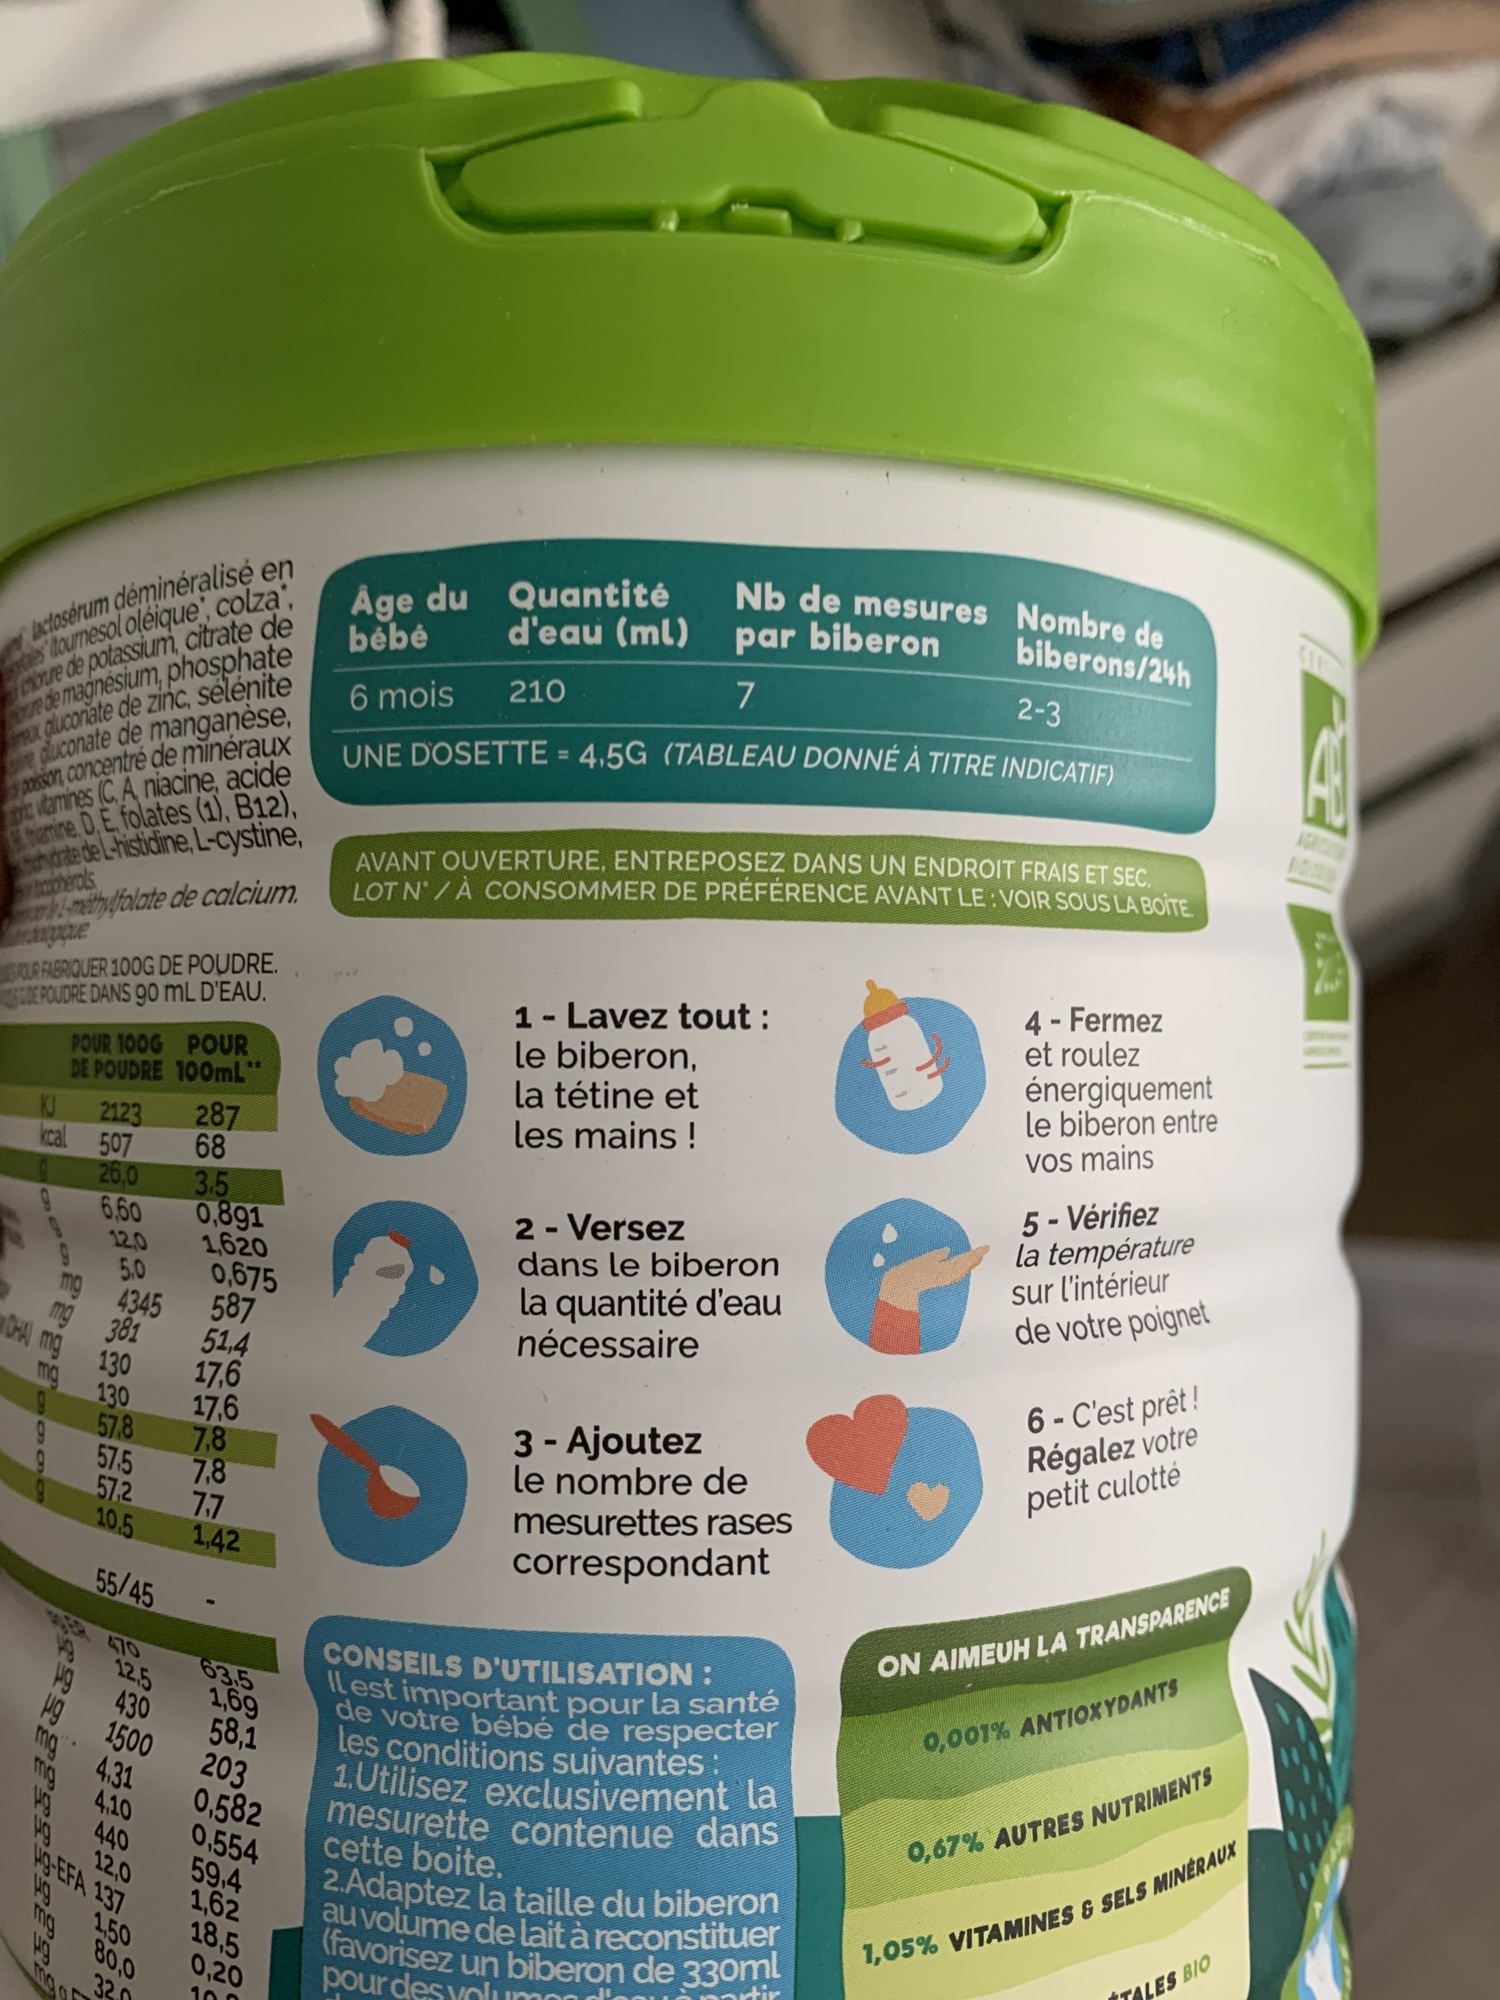 lactosérum déminéralisé en
(tournesol oléique*, colza*,
chlorure de potassium, citrate de
de magnésium, phosphate
gluconate de zinc, sélénite
gluconate de manganèse,
poisson, concentré de minéraux
vitamines (C, A, niacine, acide
thiamine, D, E, folates (1), B12),
de L-histidine, L-cystine,
tocophérols.
L-méthylfolate de calcium.
POUR FABRIQUER 100G DE POUDRE.
DE POUDRE DANS 90 mL D'EAU.
POUR 100G DE POUDRE POUR 100mL**
KJ 2123 287
kcal 507 68
g 26,0 3,5
g 6,60 0,891
g 12,0 1,620
g 5,0 0,675
mg 4345 587
mg 381 51,4
mg 130 17,6
mg 130 17,6
g 57,8 7,8
g 57,5 7,8
g 57,2 7,7
g 10,5 1,42
55/45 -
470 63,5
µg 12,5 1,69
µg 430 58,1
µg 1500 203
mg 4,31 0,582
mg 4,10 0,554
µg 440 59,4
µg 12,0 1,62
µg-EFA 137 18,5
µg 1,50 0,20
mg 80,0
µg 32,0
Âge du bébé
Quantité d'eau (ml)
Nb de mesures par biberon
Nombre de biberons/24h
6 mois 210 7 2-3
UNE DOSETTE = 4,5G (TABLEAU DONNÉ À TITRE INDICATIF)
AVANT OUVERTURE, ENTREPOSEZ DANS UN ENDROIT FRAIS ET SEC.
LOT N° / À CONSOMMER DE PRÉFÉRENCE AVANT LE : VOIR SOUS LA BOÎTE.
1 - Lavez tout :
le biberon,
la tétine et
les mains !
2 - Versez
dans le biberon
la quantité d'eau
nécessaire
3 - Ajoutez
le nombre de
mesurettes rases
correspondant
4 - Fermez
et roulez
énergiquement
le biberon entre
vos mains
5 - Vérifiez
la température
sur l'intérieur
de votre poignet
6 - C'est prêt !
Régalez votre
petit culotté
CONSEILS D'UTILISATION :
Il est important pour la santé
de votre bébé de respecter
les conditions suivantes :
1.Utilisez exclusivement la
mesurette contenue dans
cette boite.
2.Adaptez la taille du biberon
au volume de lait à reconstituer
(favorisez un biberon de 330ml
pour des volumes d'eau à partir
ON AIMEUH LA TRANSPARENCE
0,001% ANTIOXYDANTS
0,67% AUTRES NUTRIMENTS
1,05% VITAMINES & SELS MINÉRAUX
BIO
AB